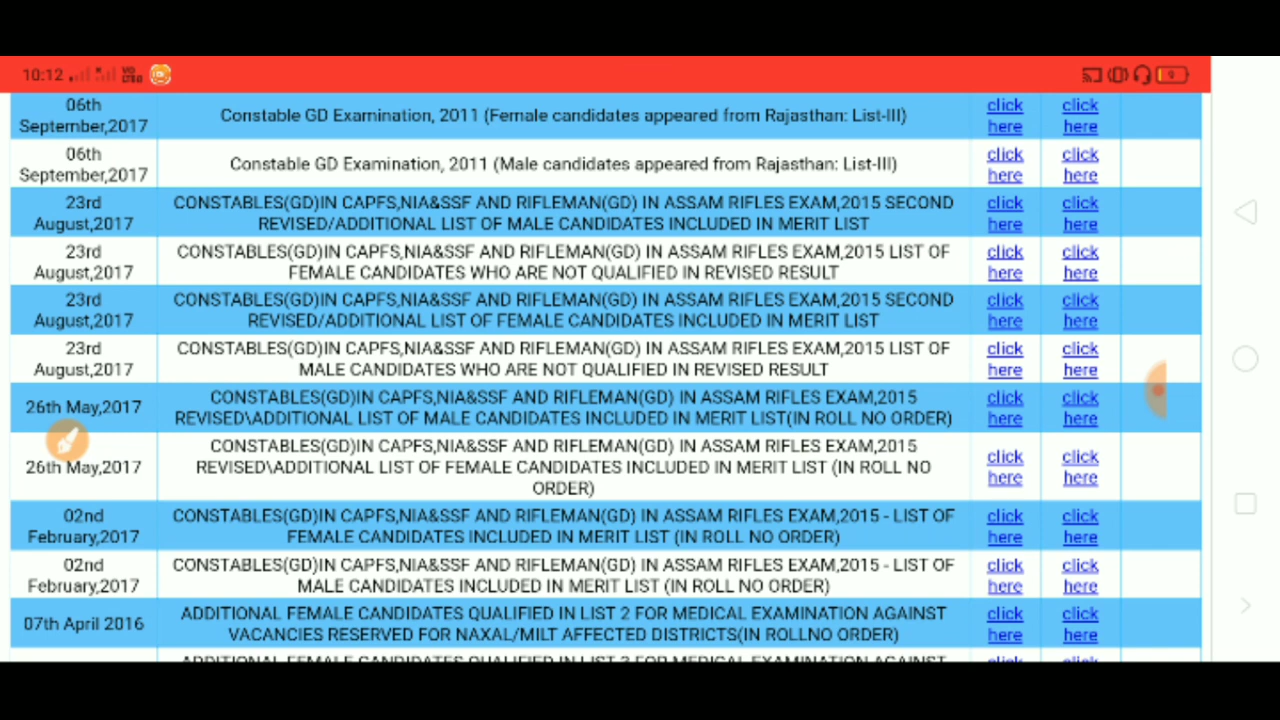 10:12
06th
September,2017
Constable GD Examination, 2011 (Female candidates appeared from Rajasthan: List-III)
click
here
click
here
06th
September,2017
Constable GD Examination, 2011 (Male candidates appeared from Rajasthan: List-III)
click
here
click
here
23rd
August,2017
CONSTABLES(GD)IN CAPFS,NIA&SSF AND RIFLEMAN(GD) IN ASSAM RIFLES EXAM,2015 SECOND
REVISED/ADDITIONAL LIST OF MALE CANDIDATES INCLUDED IN MERIT LIST
click
here
click
here
23rd
August,2017
CONSTABLES(GD)IN CAPFS,NIA&SSF AND RIFLEMAN(GD) IN ASSAM RIFLES EXAM,2015 LIST OF
FEMALE CANDIDATES WHO ARE NOT QUALIFIED IN REVISED RESULT
click
here
click
here
23rd
August,2017
CONSTABLES(GD)IN CAPFS,NIA&SSF AND RIFLEMAN(GD) IN ASSAM RIFLES EXAM,2015 SECOND
REVISED/ADDITIONAL LIST OF FEMALE CANDIDATES INCLUDED IN MERIT LIST
click
here
click
here
23rd
August,2017
CONSTABLES(GD)IN CAPFS,NIA&SSF AND RIFLEMAN(GD) IN ASSAM RIFLES EXAM,2015 LIST OF
MALE CANDIDATES WHO ARE NOT QUALIFIED IN REVISED RESULT
click
here
click
here
26th May,2017
CONSTABLES(GD)IN CAPFS,NIA&SSF AND RIFLEMAN(GD) IN ASSAM RIFLES EXAM,2015
REVISED\ADDITIONAL LIST OF MALE CANDIDATES INCLUDED IN MERIT LIST(IN ROLL NO ORDER)
click
here
click
here
26th May,2017
CONSTABLES(GD)IN CAPFS,NIA&SSF AND RIFLEMAN(GD) IN ASSAM RIFLES EXAM,2015
REVISED\ADDITIONAL LIST OF FEMALE CANDIDATES INCLUDED IN MERIT LIST (IN ROLL NO
ORDER)
click
here
click
here
02nd
February,2017
CONSTABLES(GD)IN CAPFS,NIA&SSF AND RIFLEMAN(GD) IN ASSAM RIFLES EXAM,2015 - LIST OF
FEMALE CANDIDATES INCLUDED IN MERIT LIST (IN ROLL NO ORDER)
click
here
click
here
02nd
February,2017
CONSTABLES(GD)IN CAPFS,NIA&SSF AND RIFLEMAN(GD) IN ASSAM RIFLES EXAM,2015 - LIST OF
MALE CANDIDATES INCLUDED IN MERIT LIST (IN ROLL NO ORDER)
click
here
click
here
07th April 2016
ADDITIONAL FEMALE CANDIDATES QUALIFIED IN LIST 2 FOR MEDICAL EXAMINATION AGAINST
VACANCIES RESERVED FOR NAXAL/MILT AFFECTED DISTRICTS(IN ROLLNO ORDER)
click
here
click
here
ADDITIONAL FEMALE CANDIDATES QUALIFIED IN LIST 3 FOR MEDICAL EXAMINATION AGAINST
click
click